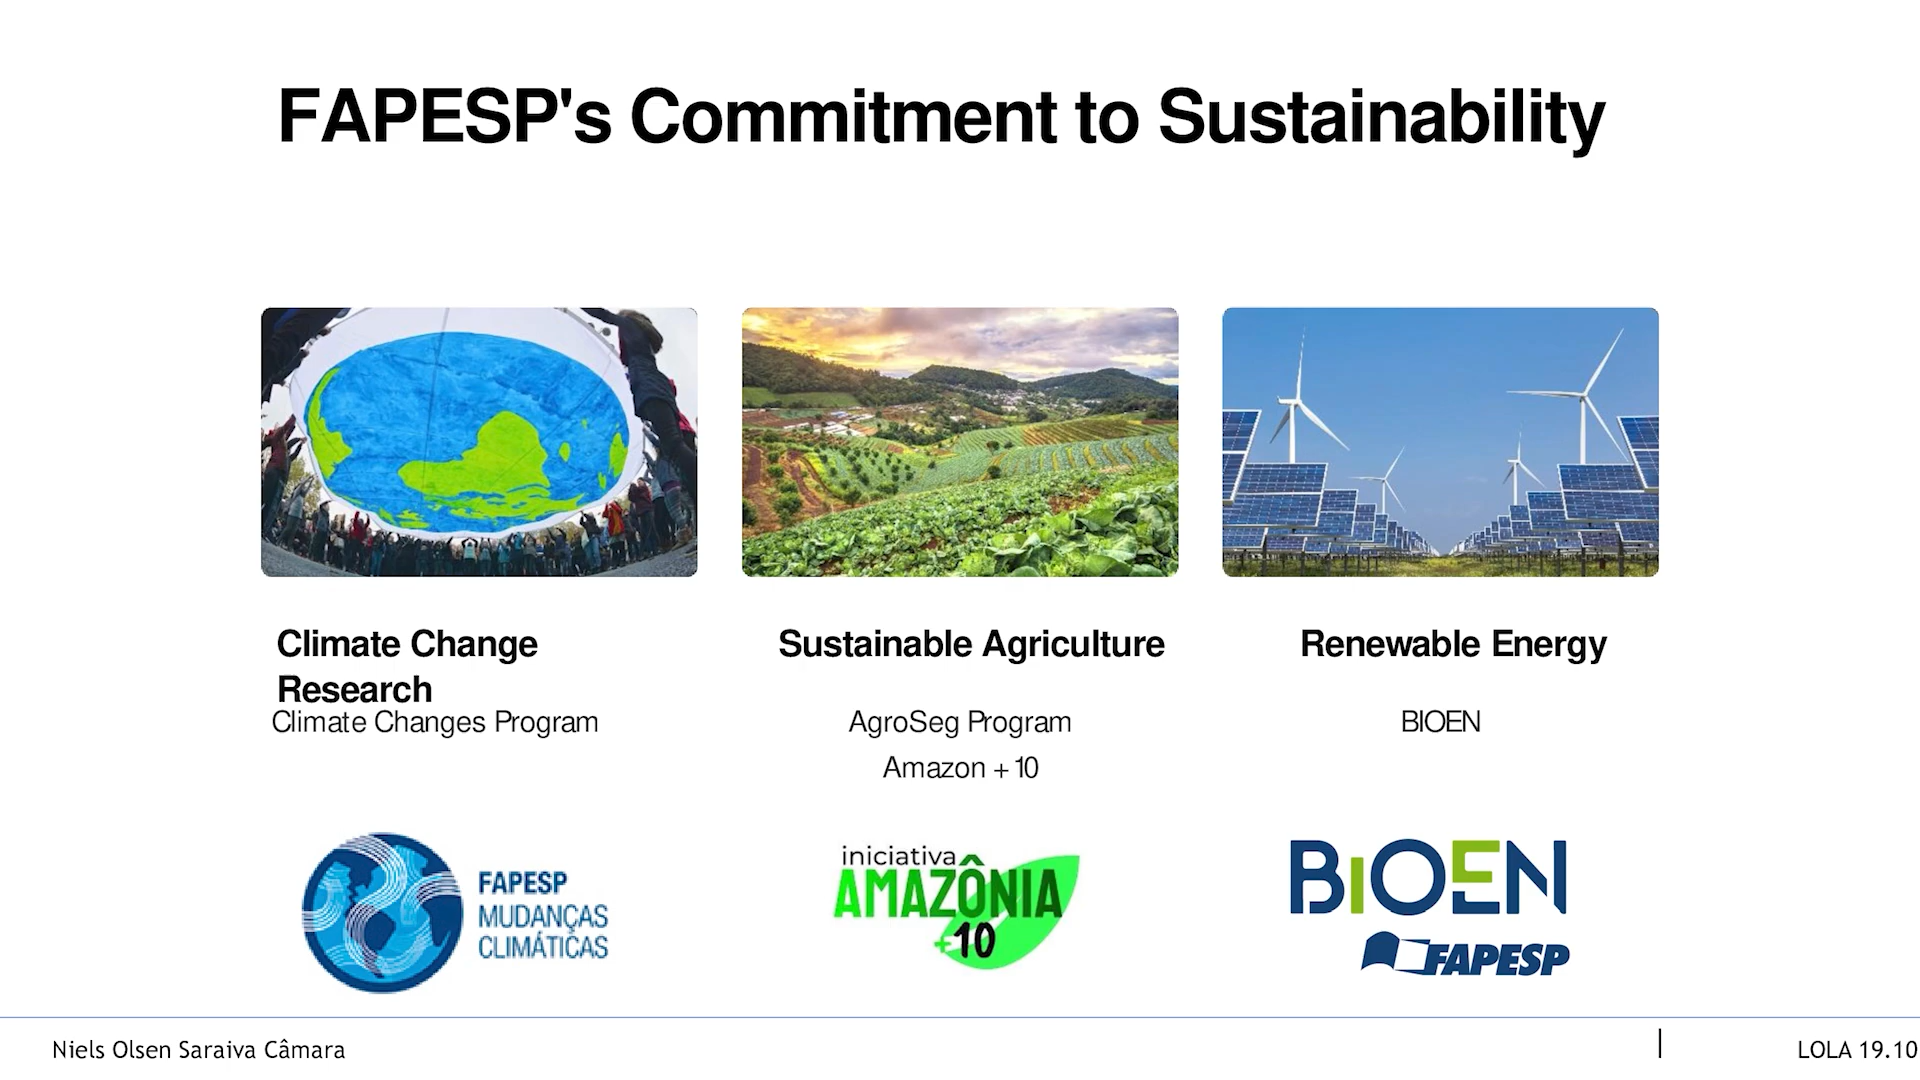 FAPESP's Commitment to Sustainability
Climate Change
Research
Climate Changes Program
Sustainable Agriculture
AgroSeg Program
Amazon + 10
Renewable Energy
BIOEN
FAPESP
MUDANÇAS
CLIMÁTICAS
iniciativa
AMAZÔNIA
+10
BIOEN
FAPESP
Niels Olsen Saraiva Câmara
LOLA 19.10